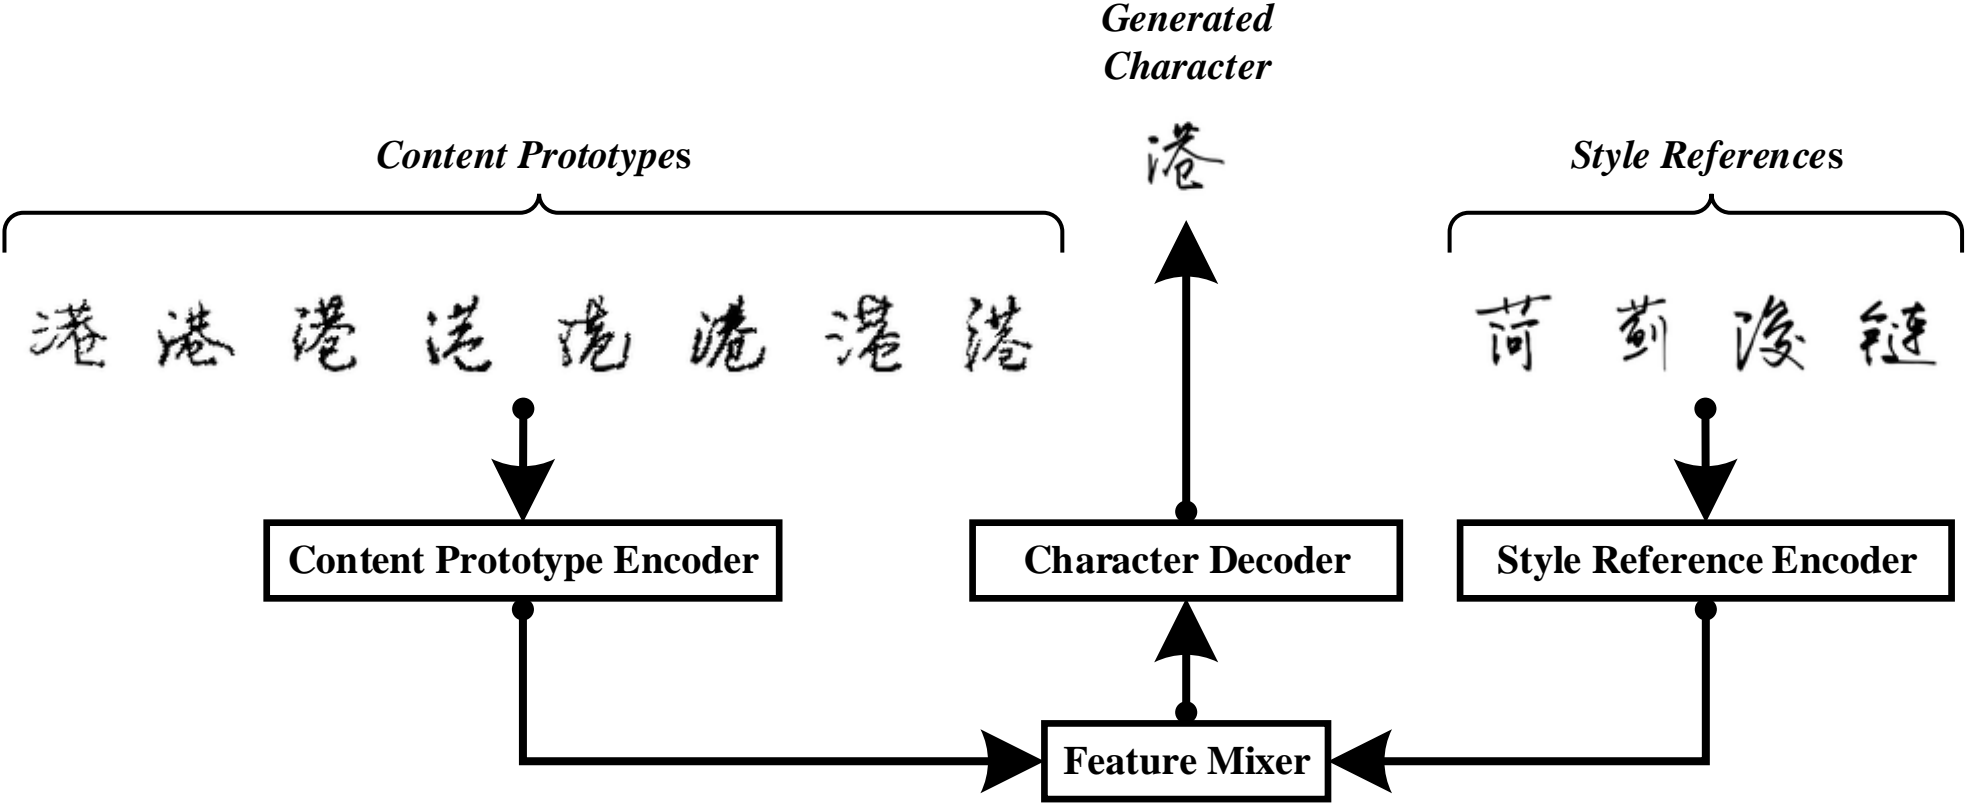 Generated
Character
Content Prototypes
港
Style References
港 港 港 港 港 港 港 港
荷 蓟 浚 链
Content Prototype Encoder
Character Decoder
Style Reference Encoder
Feature Mixer